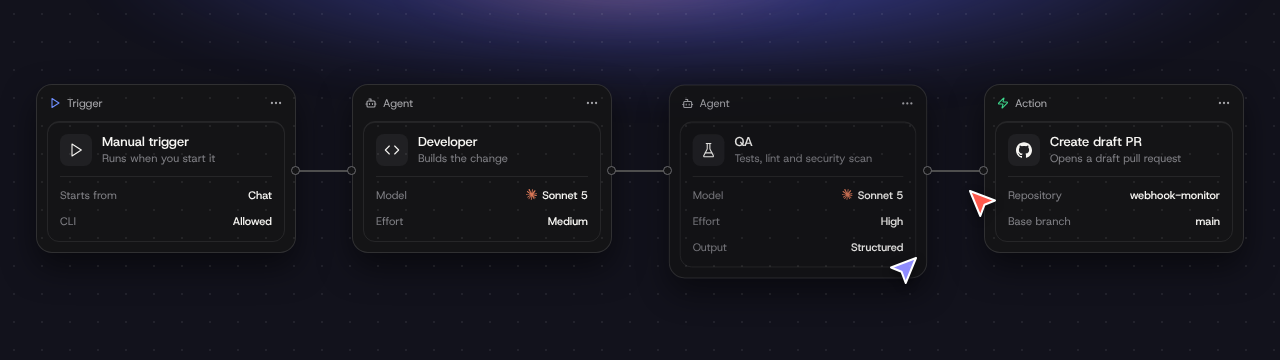 Trigger
Manual trigger
Runs when you start it
Starts from Chat
CLI Allowed
Agent
Developer
Builds the change
Model Sonnet 5
Effort Medium
Agent
QA
Tests, lint and security scan
Model Sonnet 5
Effort High
Output Structured
Action
Create draft PR
Opens a draft pull request
Repository webhook-monitor
Base branch main